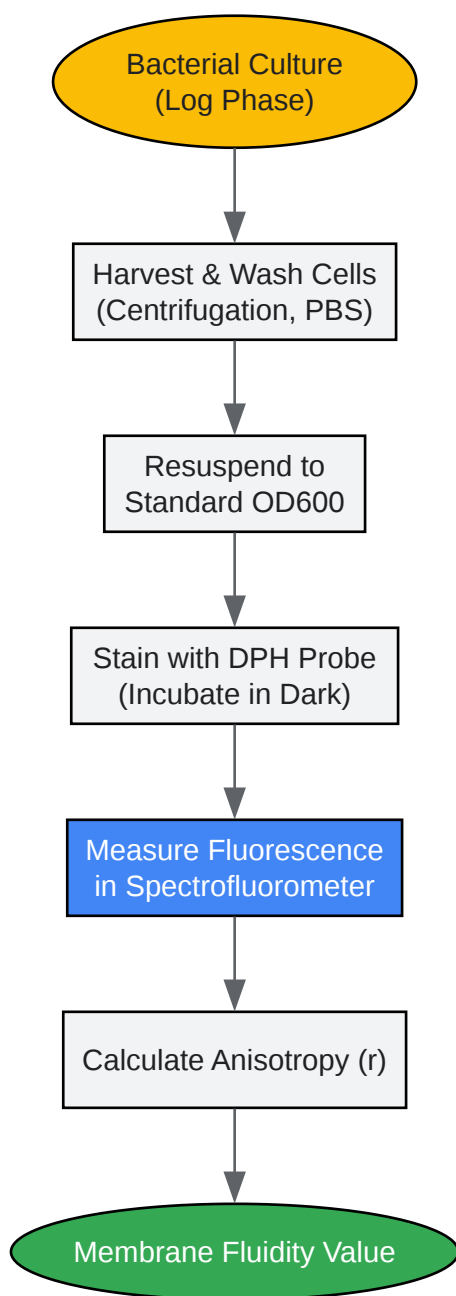 Bacterial Culture
(Log Phase)
Harvest & Wash Cells
(Centrifugation, PBS)
Resuspend to
Standard OD600
Stain with DPH Probe
(Incubate in Dark)
Measure Fluorescence
in Spectrofluorometer
Calculate Anisotropy (r)
Membrane Fluidity Value